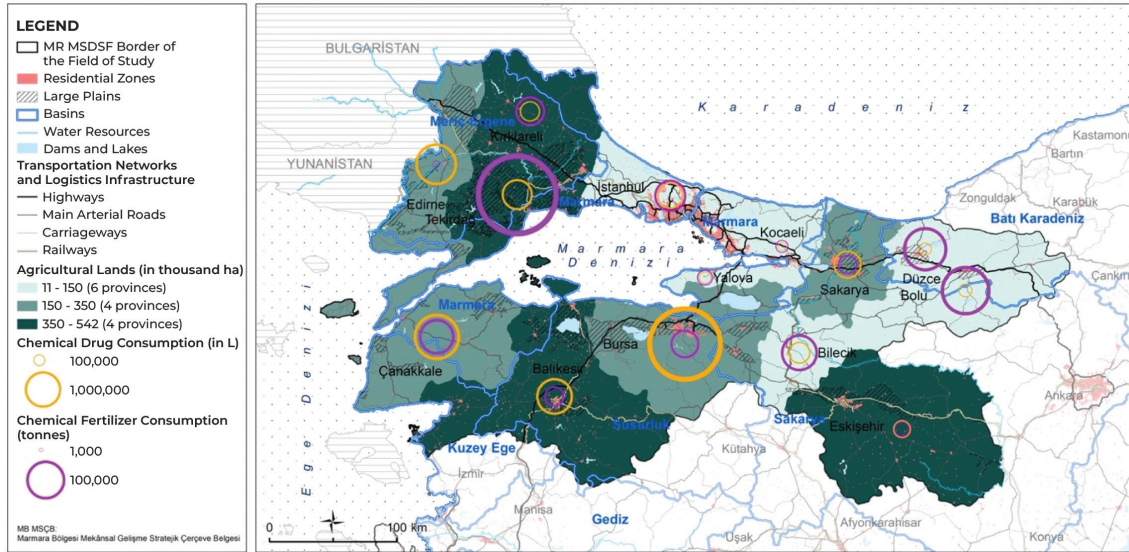 LEGEND
MR MSDSF Border of
the Field of Study
Residential Zones
Large Plains
Basins
Water Resources
Dams and Lakes
Transportation Networks
and Logistics Infrastructure
Highways
Main Arterial Roads
Carriageways
Railways
Agricultural Lands (in thousand ha)
11 - 150 (6 provinces)
150 - 350 (4 provinces)
350 - 542 (4 provinces)
Chemical Drug Consumption (in L)
100,000
1,000,000
Chemical Fertilizer Consumption
(tonnes)
1,000
100,000
MB MSÇB:
Marmara Bölgesi Mekânsal Gelişme Stratejik Çerçeve Belgesi
BULGARİSTAN
Karadeniz
Meriç Ergene
Kırklareli
Kastamonu
Bartın
YUNANİSTAN
İstanbul
Zonguldak
Karabük
Edirne
Marmara
Tekirdağ
Marmara
Batı Karadeniz
Kocaeli
Marmara
Denizi
Yalova
Düzce
Çankırı
Sakarya
Bolu
Marmara
Bursa
Bilecik
Çanakkale
Balıkesir
Ankara
Ege Denizi
Susurluk
Sakarya
Eskişehir
Kuzey Ege
Kütahya
İzmir
Manisa
Gediz
Afyonkarahisar
Uşak
Konya
0
100 km